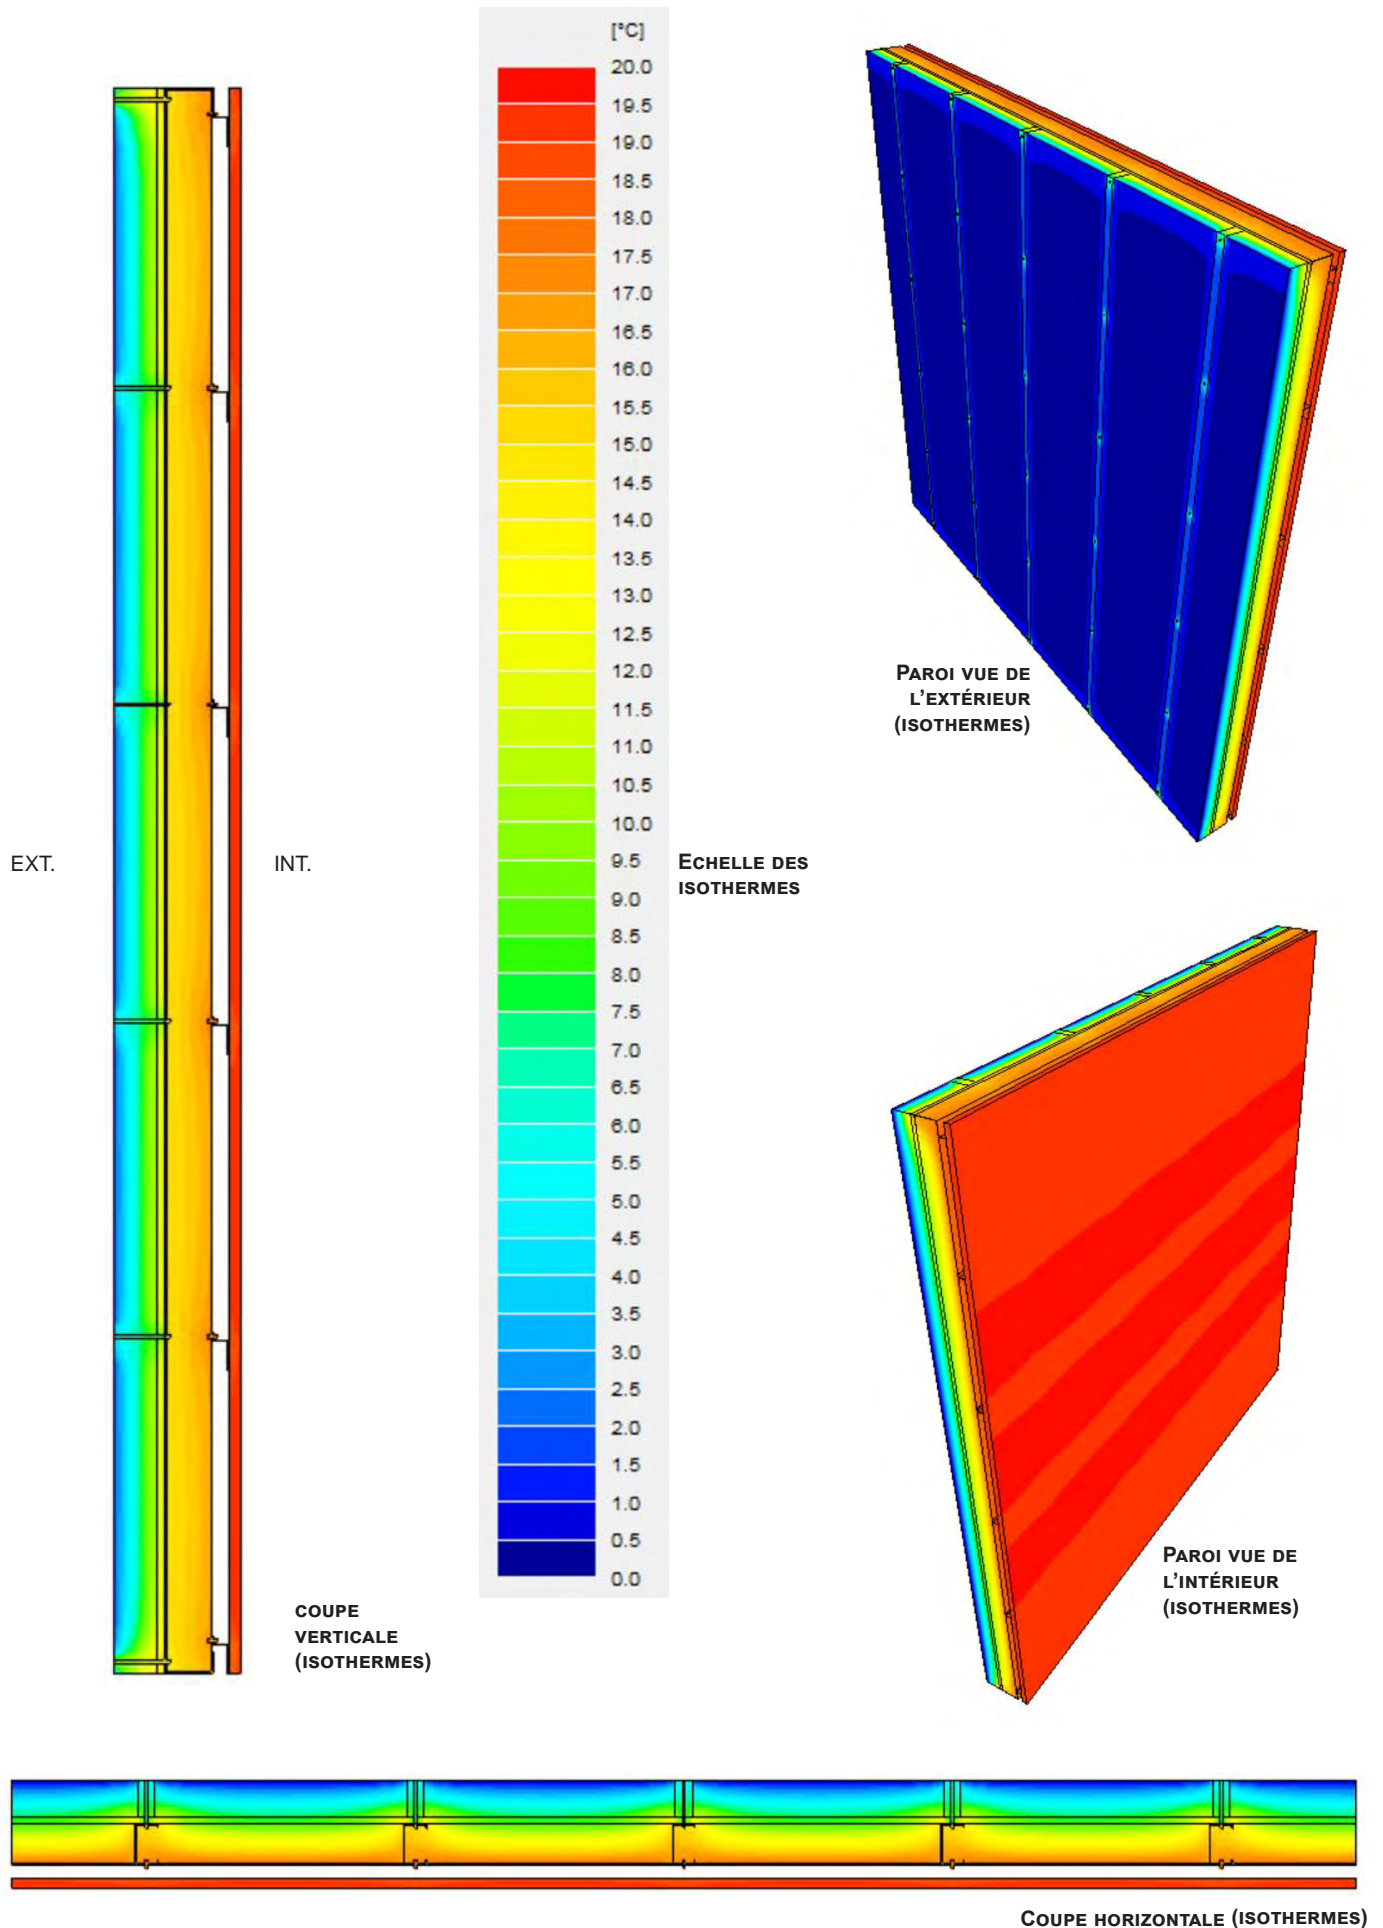 [°C]
20.0
19.5
19.0
18.5
18.0
17.5
17.0
16.5
16.0
15.5
15.0
14.5
14.0
13.5
13.0
12.5
12.0
11.5
11.0
10.5
10.0
9.5
9.0
8.5
8.0
7.5
7.0
6.5
6.0
5.5
5.0
4.5
4.0
3.5
3.0
2.5
2.0
1.5
1.0
0.5
0.0
PAROI VUE DE
L'EXTÉRIEUR
(ISOTHERMES)
EXT.
INT.
ECHELLE DES
ISOTHERMES
PAROI VUE DE
L'INTÉRIEUR
(ISOTHERMES)
COUPE
VERTICALE
(ISOTHERMES)
COUPE HORIZONTALE (ISOTHERMES)